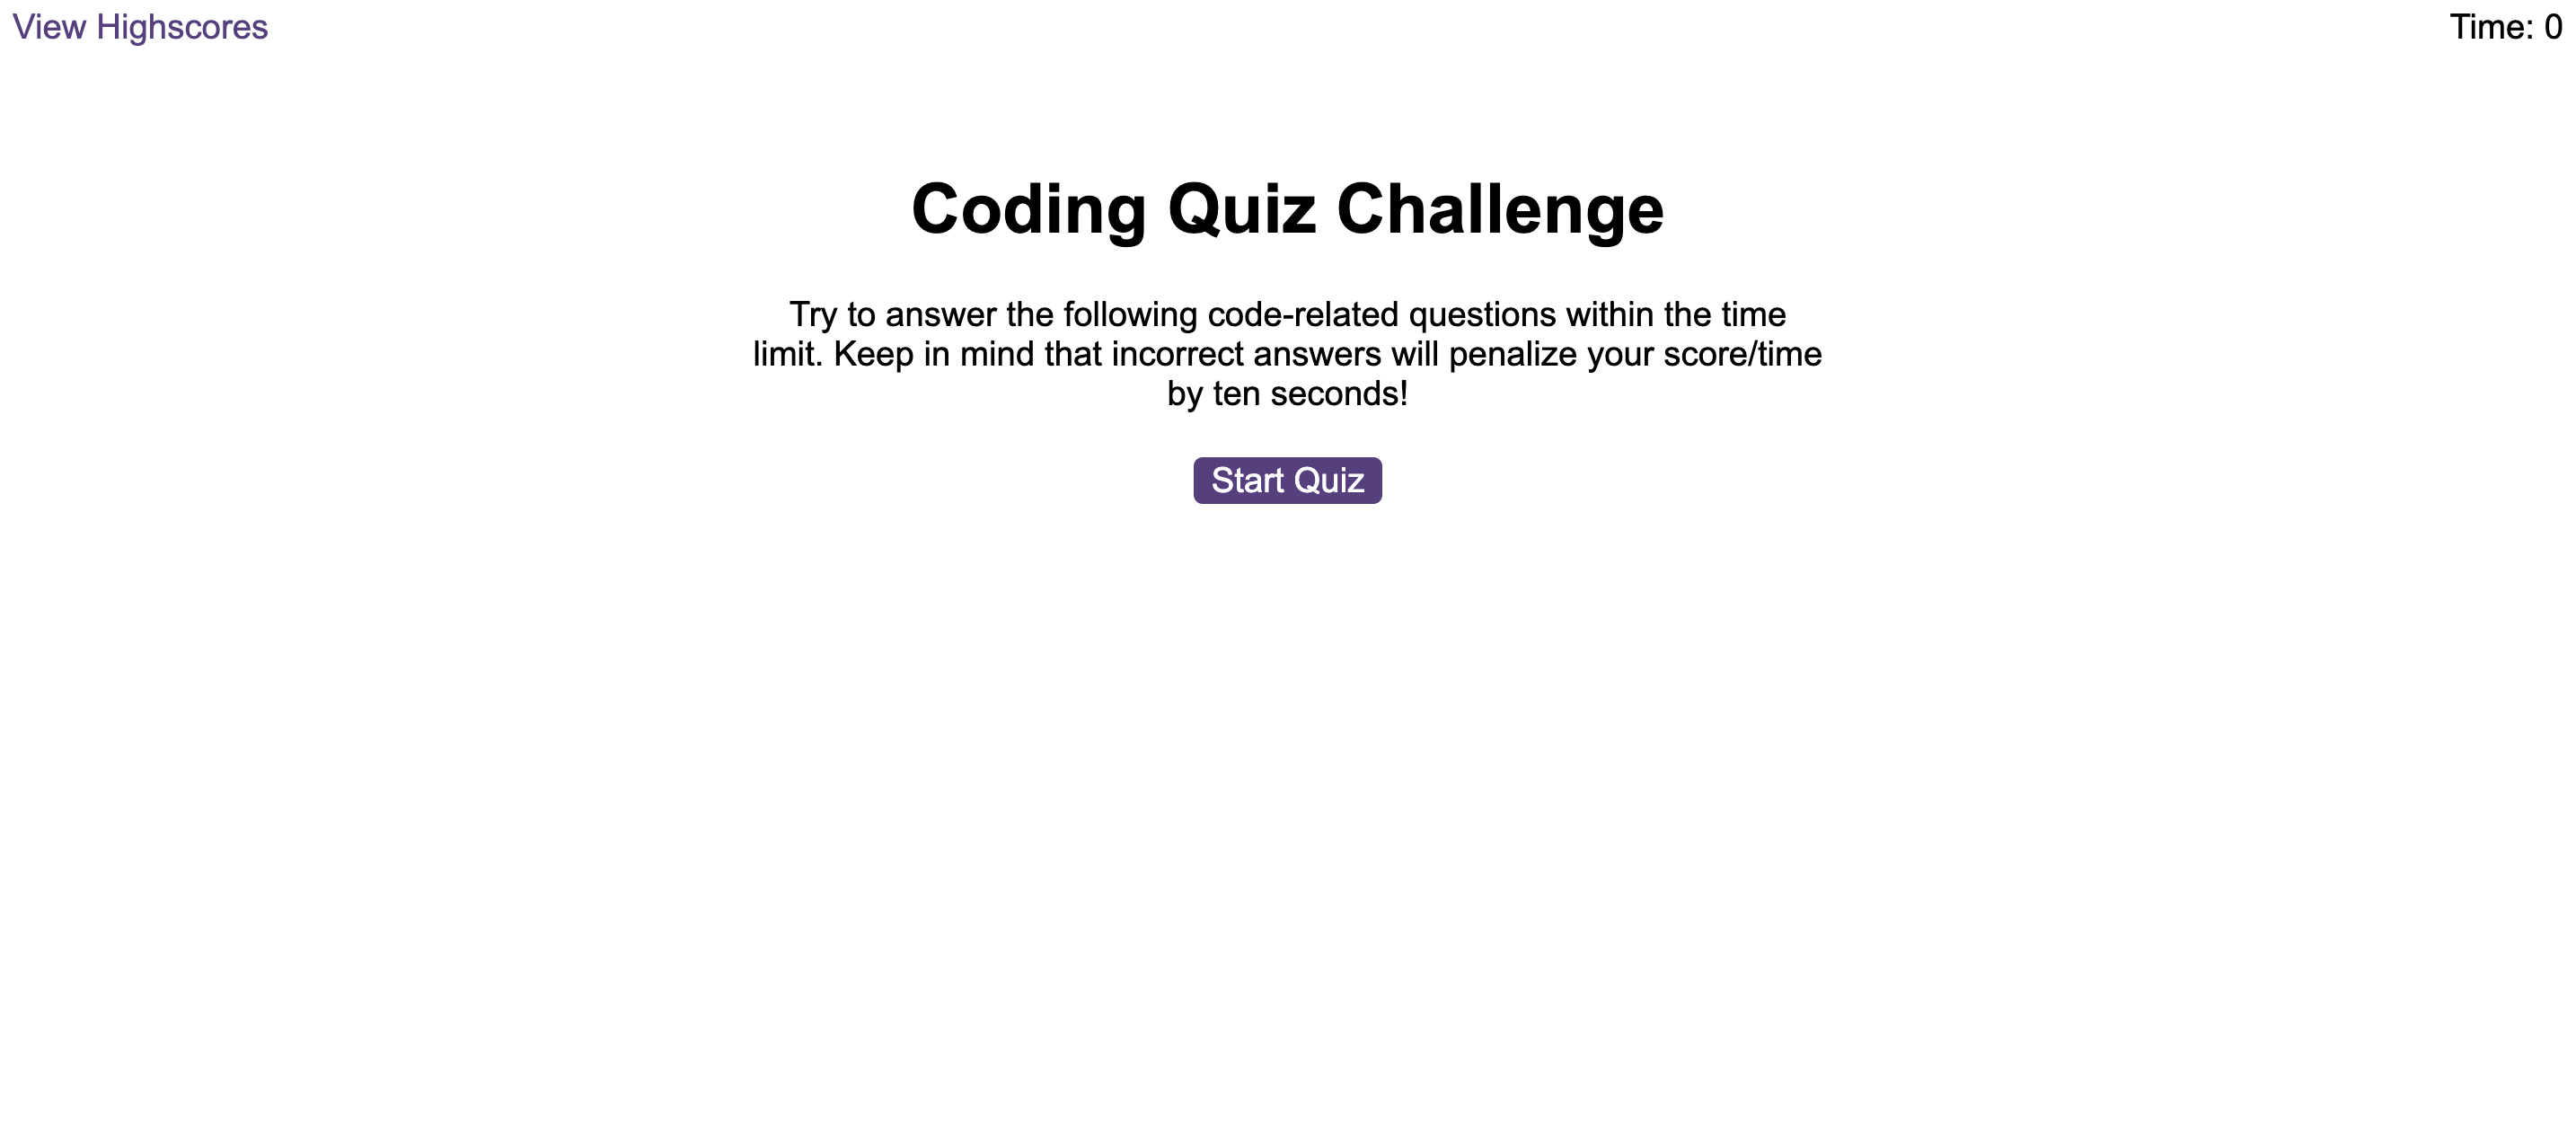 View Highscores
Time: 0
Coding Quiz Challenge
Try to answer the following code-related questions within the time
limit. Keep in mind that incorrect answers will penalize your score/time
by ten seconds!
Start Quiz